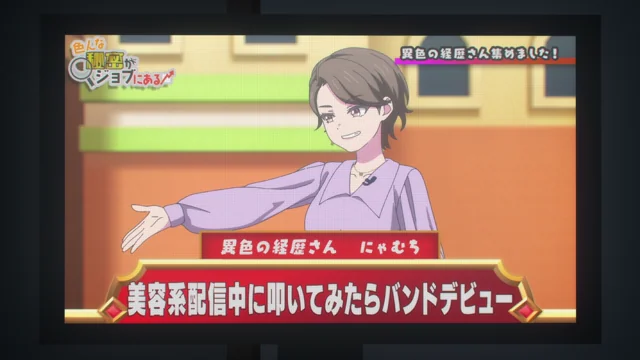 色んな
秘密が
ジョブにある
異色の経歴さん集めました！
異色の経歴さん　にゃむち
美容系配信中に叩いてみたらバンドデビュー